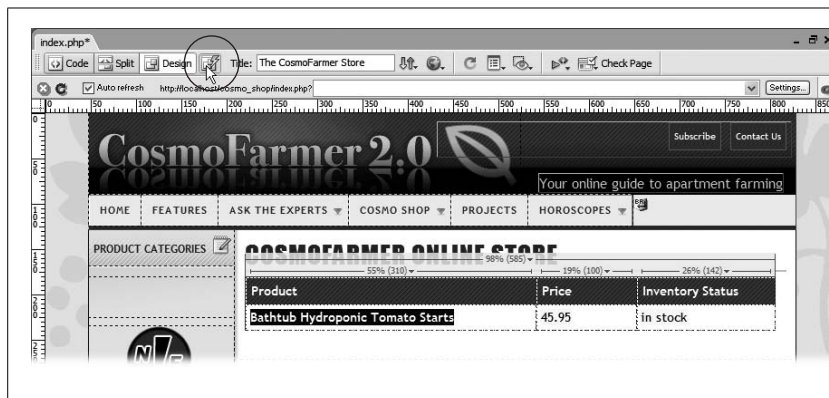 index.php*
Code Split Design Title: The CosmoFarmer Store Check Page
Auto refresh http://localhost/cosmo_shop/index.php? Settings...
0 50 100 150 200 250 300 350 400 450 500 550 600 650 700 750 800 850
CosmoFarmer 2.0
Subscribe Contact Us
Your online guide to apartment farming
HOME FEATURES ASK THE EXPERTS COSMO SHOP PROJECTS HOROSCOPES
PRODUCT CATEGORIES
COSMOFARMER ONLINE STORE
98% (585)
55% (310) 19% (100) 26% (142)
Product Price Inventory Status
Bathtub Hydroponic Tomato Starts 45.95 in stock